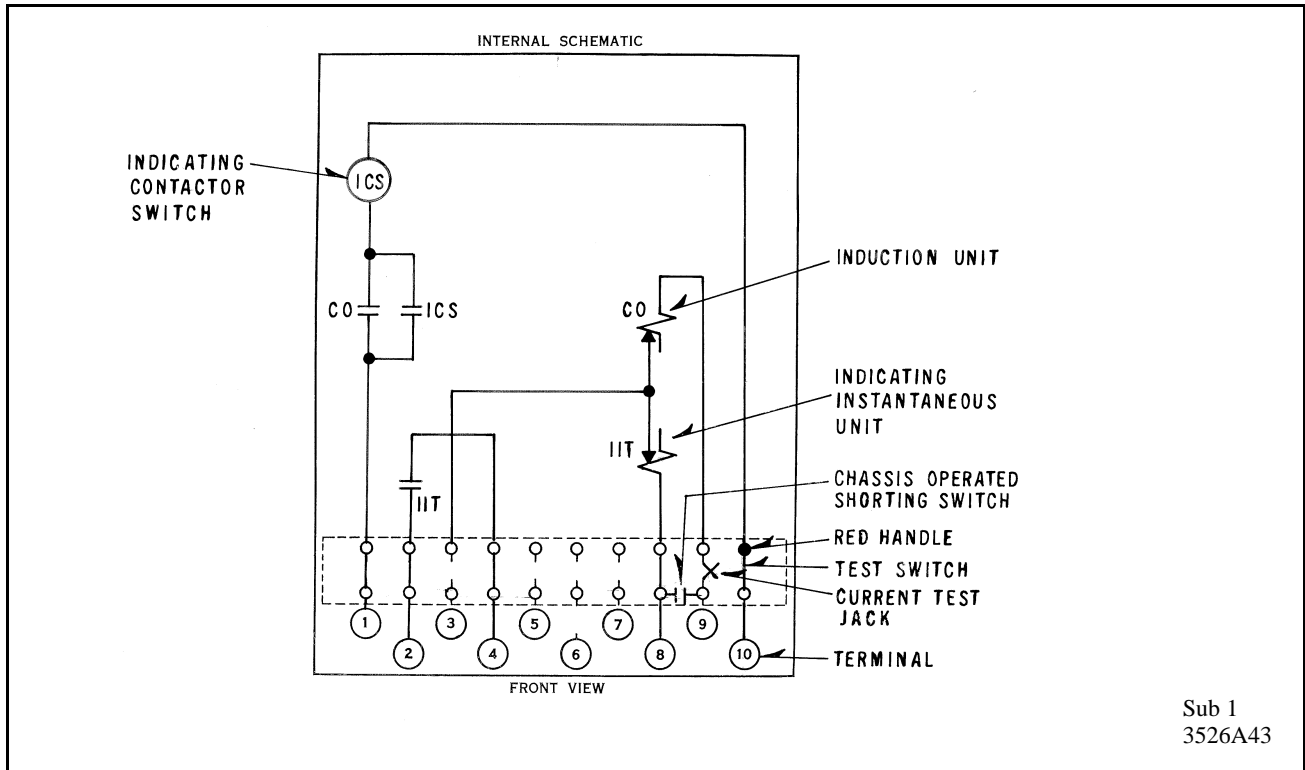 INTERNAL SCHEMATIC
INDICATING
CONTACTOR
SWITCH
ICS
CO
ICS
CO
INDUCTION UNIT
INDICATING
INSTANTANEOUS
UNIT
IIT
IIT
CHASSIS OPERATED
SHORTING SWITCH
RED HANDLE
TEST SWITCH
CURRENT TEST
JACK
TERMINAL
1
2
3
4
5
6
7
8
9
10
FRONT VIEW
Sub 1
3526A43